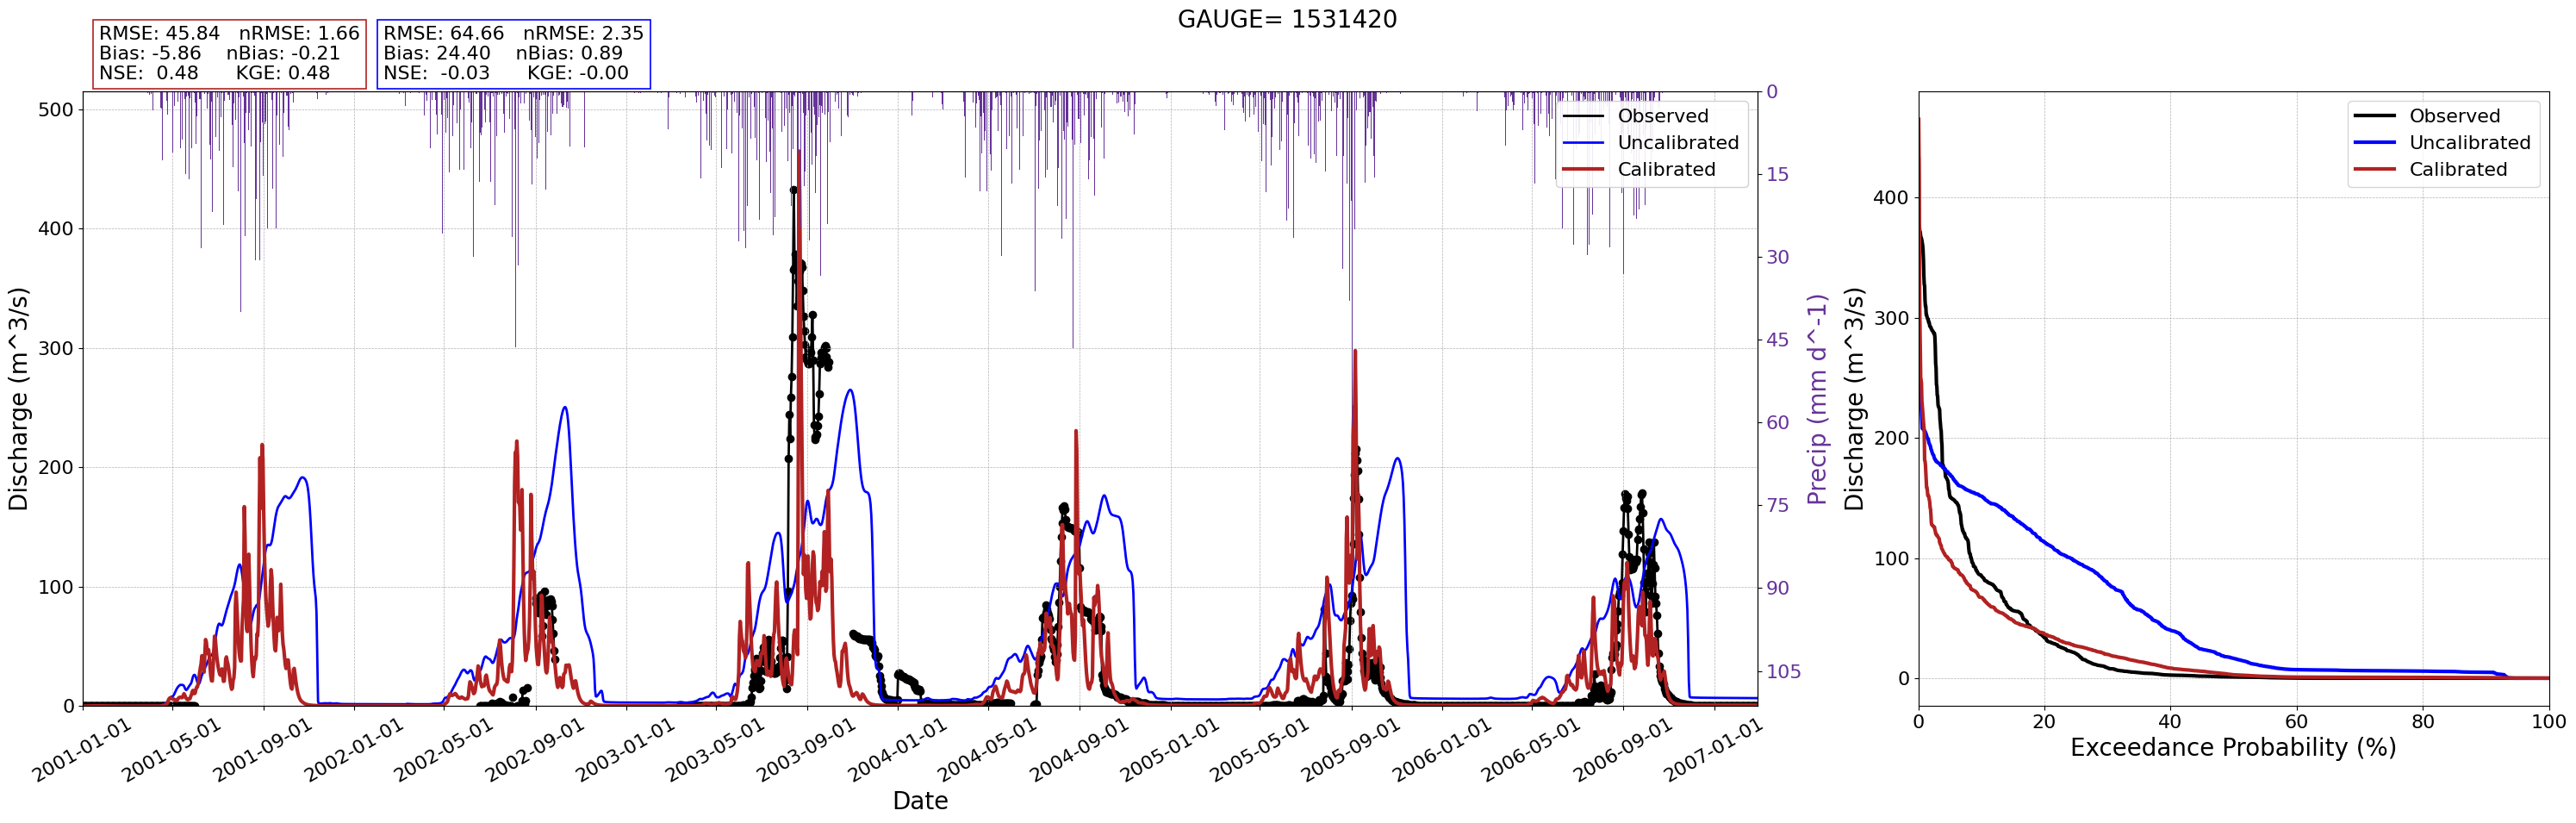 GAUGE= 1531420
RMSE: 45.84 nRMSE: 1.66
Bias: -5.86 nBias: -0.21
NSE: 0.48 KGE: 0.48
RMSE: 64.66 nRMSE: 2.35
Bias: 24.40 nBias: 0.89
NSE: -0.03 KGE: -0.00
Discharge (m^3/s)
500
400
300
200
100
0
Observed
Uncalibrated
Calibrated
0
15
30
45
60
75
90
105
Precip (mm d^-1)
2001-01-01
2001-05-01
2001-09-01
2002-01-01
2002-05-01
2002-09-01
2003-01-01
2003-05-01
2003-09-01
2004-01-01
2004-05-01
2004-09-01
2005-01-01
2005-05-01
2005-09-01
2006-01-01
2006-05-01
2006-09-01
2007-01-01
Date
Discharge (m^3/s)
400
300
200
100
0
Observed
Uncalibrated
Calibrated
0
20
40
60
80
100
Exceedance Probability (%)